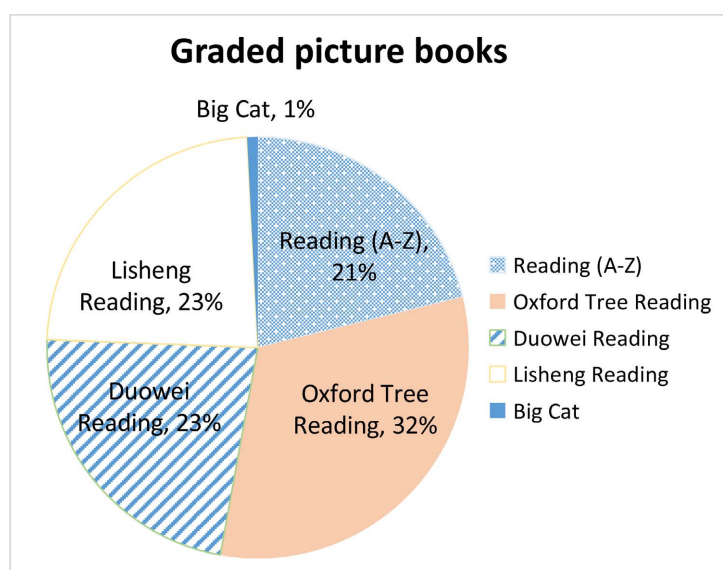 Graded picture books
Big Cat, 1%
Reading (A-Z),
21%
Lisheng
Reading, 23%
Duowei
Reading, 23%
Oxford Tree
Reading, 32%
Reading (A-Z)
Oxford Tree Reading
Duowei Reading
Lisheng Reading
Big Cat